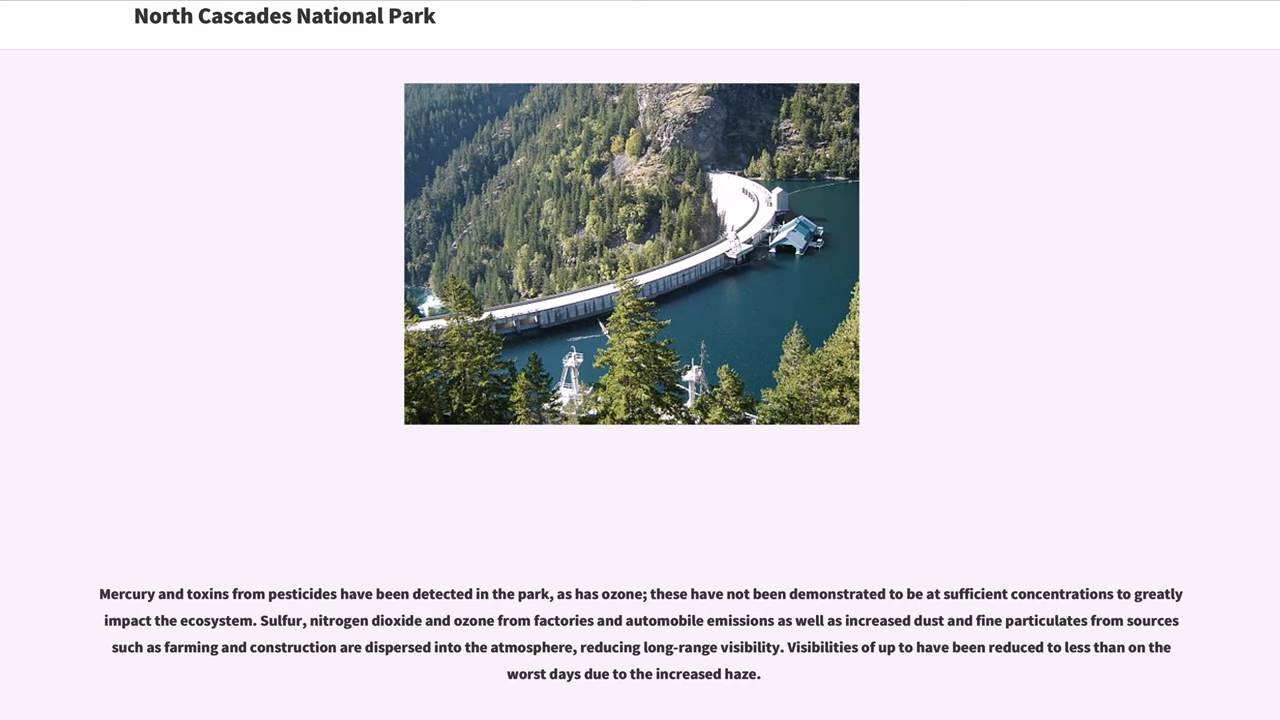 North Cascades National Park
Mercury and toxins from pesticides have been detected in the park, as has ozone; these have not been demonstrated to be at sufficient concentrations to greatly
impact the ecosystem. Sulfur, nitrogen dioxide and ozone from factories and automobile emissions as well as increased dust and fine particulates from sources
such as farming and construction are dispersed into the atmosphere, reducing long-range visibility. Visibilities of up to have been reduced to less than on the
worst days due to the increased haze.